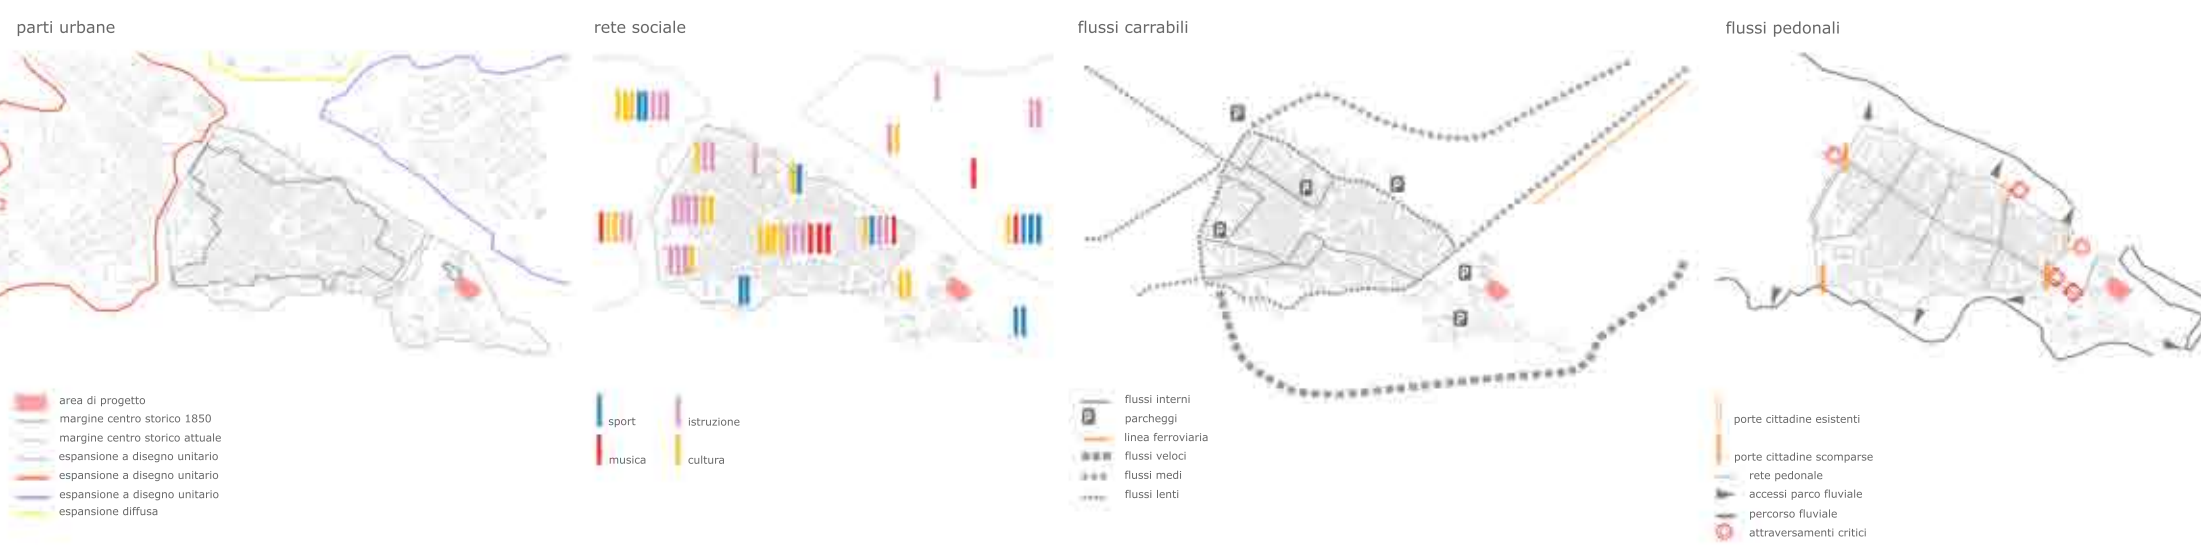 parti urbane
rete sociale
flussi carrabili
flussi pedonali
P
P
P
P
P
P
area di progetto
margine centro storico 1850
margine centro storico attuale
espansione a disegno unitario
espansione a disegno unitario
espansione a disegno unitario
espansione diffusa
sport
istruzione
musica
cultura
flussi interni
P
parcheggi
linea ferroviaria
flussi veloci
flussi medi
flussi lenti
porte cittadine esistenti
porte cittadine scomparse
rete pedonale
accessi parco fluviale
percorso fluviale
attraversamenti critici